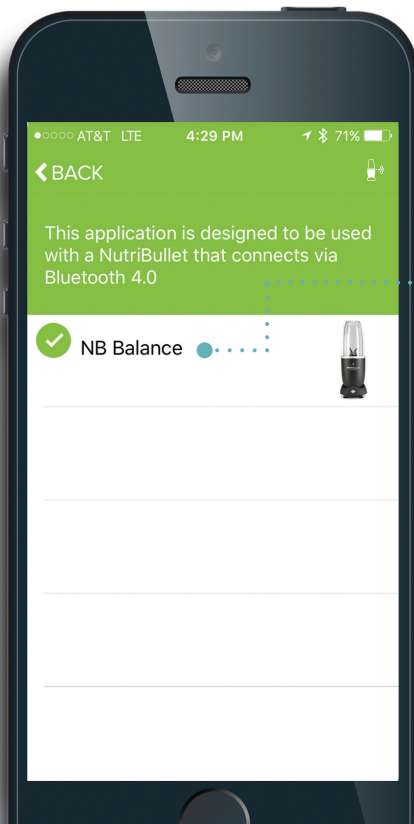 AT&T LTE 4:29 PM 71%
BACK
This application is designed to be used
with a NutriBullet that connects via
Bluetooth 4.0
NB Balance